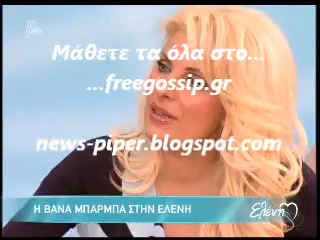 Μάθετε τα όλα στο...
...freegossip.gr
news-piper.blogspot.com
Η ΒΑΝΑ ΜΠΑΡΜΠΑ ΣΤΗΝ ΕΛΕΝΗ
Ελένη